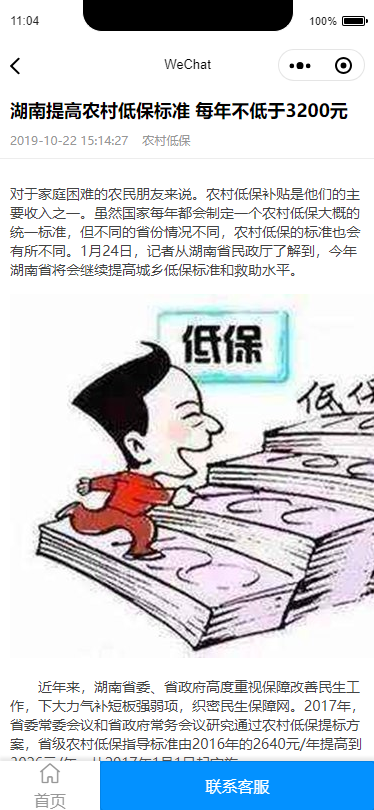 11:04
100%
WeChat
湖南提高农村低保标准 每年不低于3200元
2019-10-22 15:14:27 农村低保
对于家庭困难的农民朋友来说。农村低保补贴是他们的主
要收入之一。虽然国家每年都会制定一个农村低保大概的
统一标准，但不同的省份情况不同，农村低保的标准也会
有所不同。1月24日，记者从湖南省民政厅了解到，今年
湖南省将会继续提高城乡低保标准和救助水平。
低保
低保
近年来，湖南省委、省政府高度重视保障改善民生工
作，下大力气补短板强弱项，织密民生保障网。2017年，
省委常委会议和省政府常务会议研究通过农村低保提标方
案，省级农村低保指导标准由2016年的2640元/年提高到
首页
联系客服